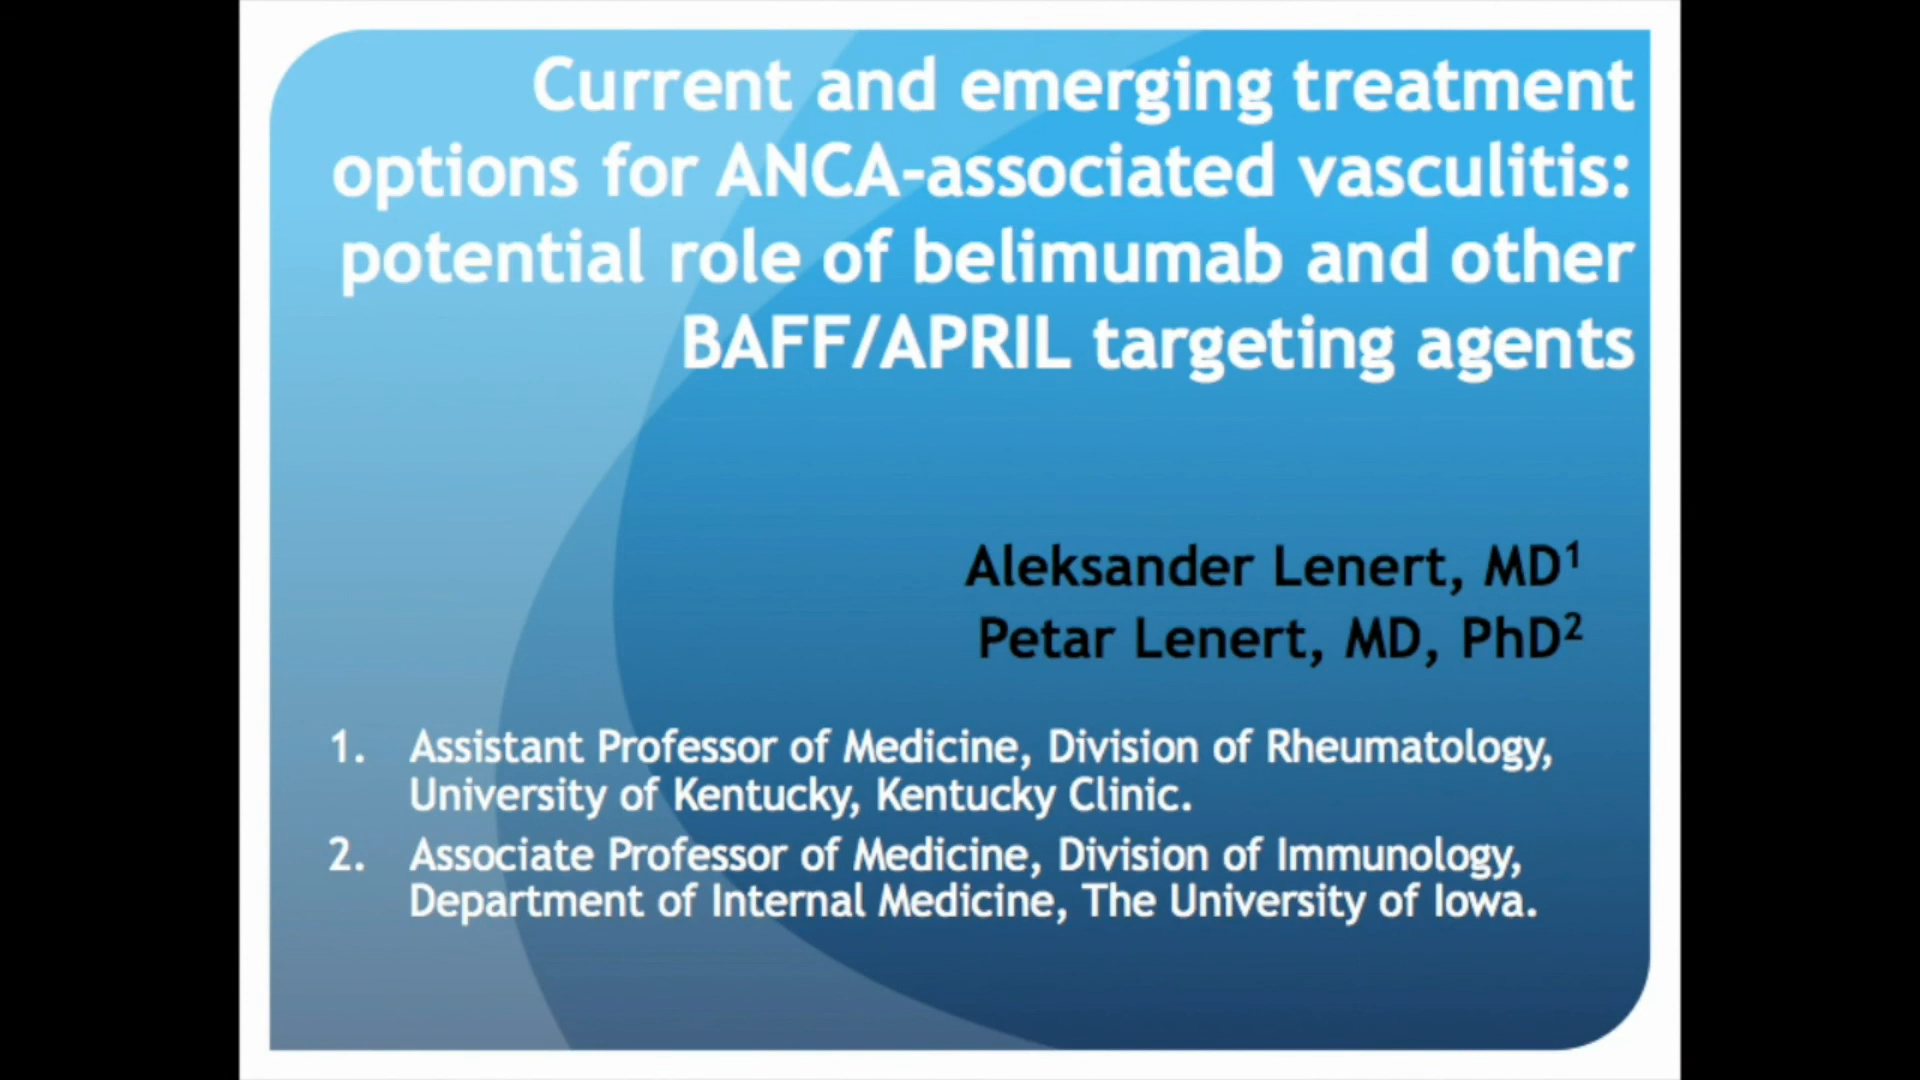 Current and emerging treatment
options for ANCA-associated vasculitis:
potential role of belimumab and other
BAFF/APRIL targeting agents
Aleksander Lenert, MD¹
Petar Lenert, MD, PhD²
1. Assistant Professor of Medicine, Division of Rheumatology,
University of Kentucky, Kentucky Clinic.
2. Associate Professor of Medicine, Division of Immunology,
Department of Internal Medicine, The University of Iowa.